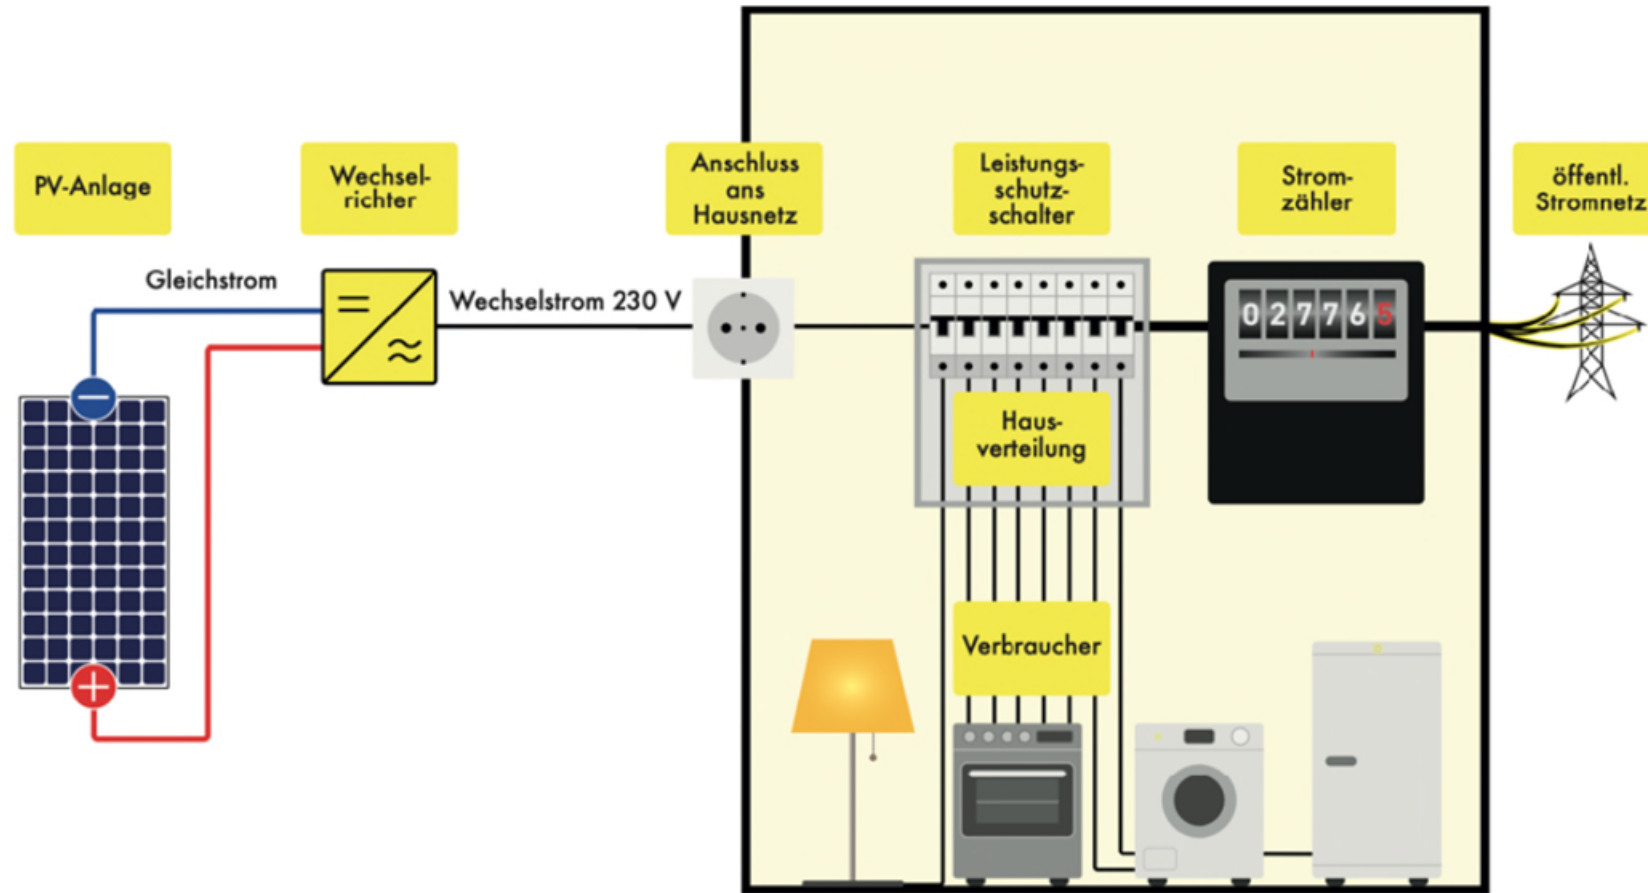 PV-Anlage
Wechsel-
richter
Anschluss
ans
Hausnetz
Leistungs-
schutz-
schalter
Strom-
zähler
öffentl.
Stromnetz
Gleichstrom
Wechselstrom 230 V
027765
Haus-
verteilung
Verbraucher